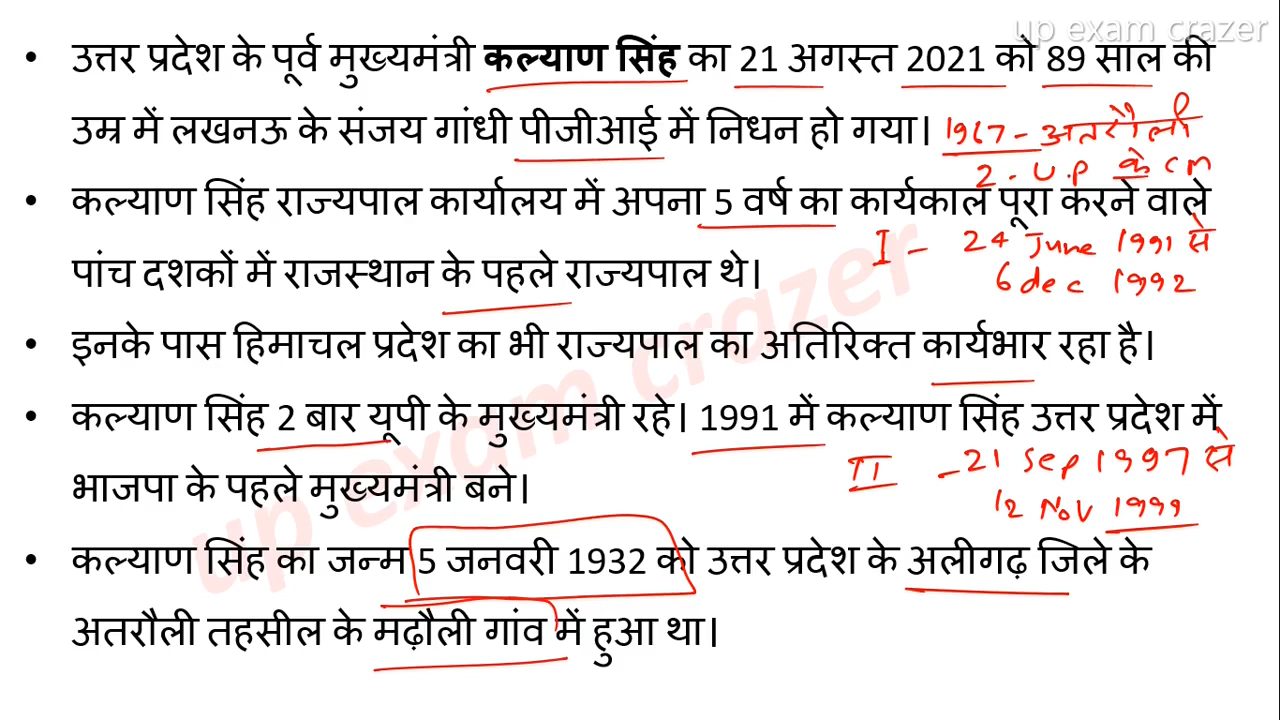 up exam crazer
• उत्तर प्रदेश के पूर्व मुख्यमंत्री कल्याण सिंह का 21 अगस्त 2021 को 89 साल की
उम्र में लखनऊ के संजय गांधी पीजीआई में निधन हो गया।
1967 - अतरौली
2 - U.P के CM
• कल्याण सिंह राज्यपाल कार्यालय में अपना 5 वर्ष का कार्यकाल पूरा करने वाले
पांच दशकों में राजस्थान के पहले राज्यपाल थे।
I - 24 June 1991 से
6 dec 1992
• इनके पास हिमाचल प्रदेश का भी राज्यपाल का अतिरिक्त कार्यभार रहा है।
• कल्याण सिंह 2 बार यूपी के मुख्यमंत्री रहे। 1991 में कल्याण सिंह उत्तर प्रदेश में
भाजपा के पहले मुख्यमंत्री बने।
II - 21 Sep 1997 से
12 Nov 1999
• कल्याण सिंह का जन्म 5 जनवरी 1932 को उत्तर प्रदेश के अलीगढ़ जिले के
अतरौली तहसील के मढ़ौली गांव में हुआ था।
up exam crazer